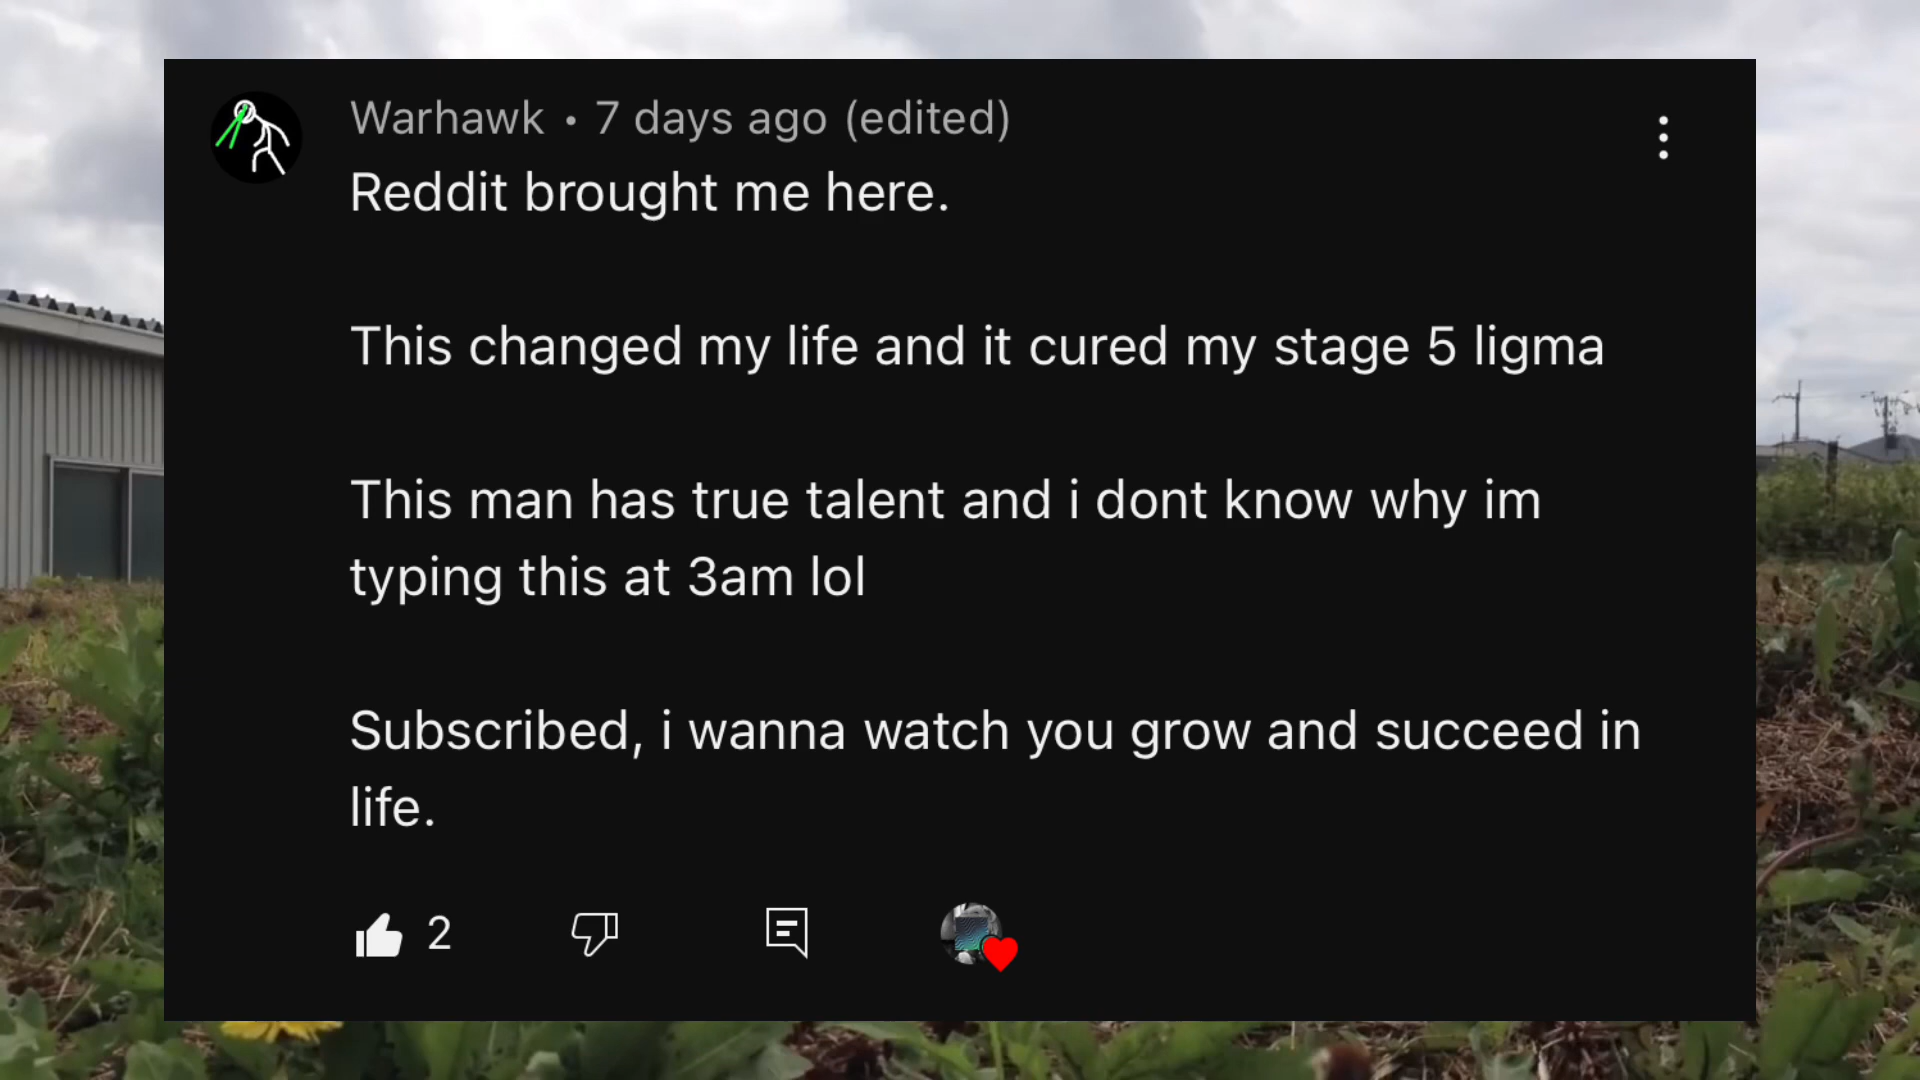 Warhawk • 7 days ago (edited)
Reddit brought me here.
This changed my life and it cured my stage 5 ligma
This man has true talent and i dont know why im
typing this at 3am lol
Subscribed, i wanna watch you grow and succeed in
life.
2